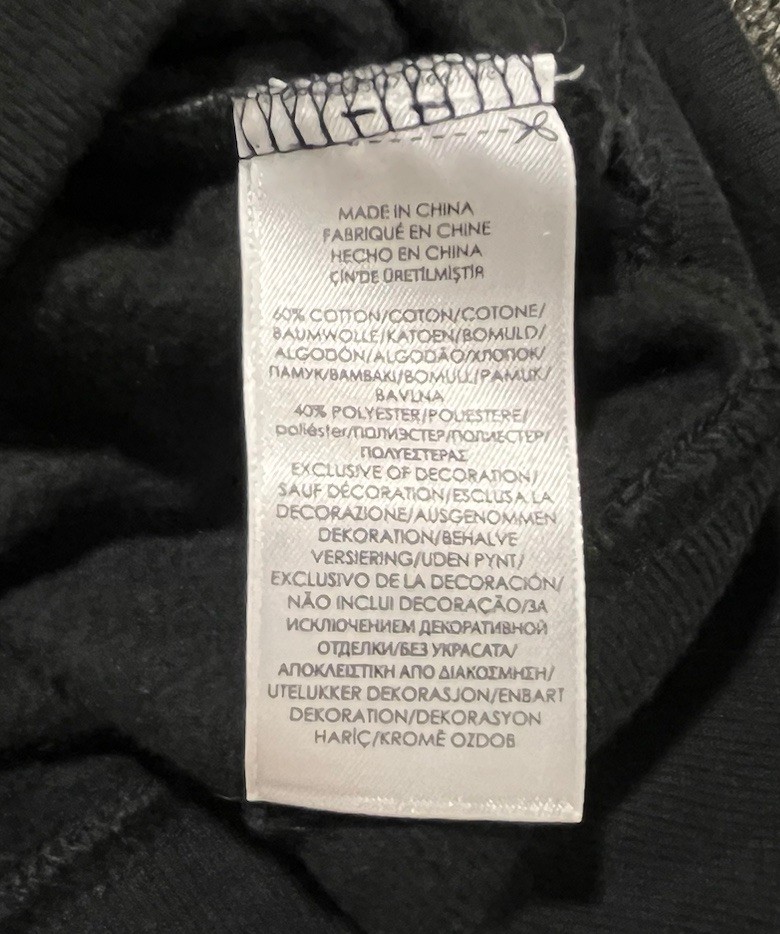 MADE IN CHINA
FABRIQUÉ EN CHINE
HECHO EN CHINA
ÇİN'DE ÜRETİLMİŞTİR
60% COTTON/COTON/COTONE/
BAUMWOLLE/KATOEN/BOMULD/
ALGODÓN/ALGODÃO/ХЛОПОК/
ПАМУК/ΒΑΜΒΑΚΙ/BOMULL/PAMUK/
BAVLNA
40% POLYESTER/POLIESTERE/
poliéster/ПОЛИЭСТЕР/ПОЛИЕСТЕР/
ΠΟΛΥΕΣΤΕΡΑΣ
EXCLUSIVE OF DECORATION/
SAUF DÉCORATION/ESCLUSA LA
DECORAZIONE/AUSGENOMMEN
DEKORATION/BEHALVE
VERSIERING/UDEN PYNT/
EXCLUSIVO DE LA DECORACIÓN/
NÃO INCLUI DECORAÇÃO/ЗА
ИСКЛЮЧЕНИЕМ ДЕКОРАТИВНОЙ
ОТДЕЛКИ/БЕЗ УКРАСАТА/
ΑΠΟΚΛΕΙΣΤΙΚΗ ΑΠΟ ΔΙΑΚΟΣΜΗΣΗ/
UTELUKKER DEKORASJON/ENBART
DEKORATION/DEKORASYON
HARİÇ/KROMĚ OZDOB